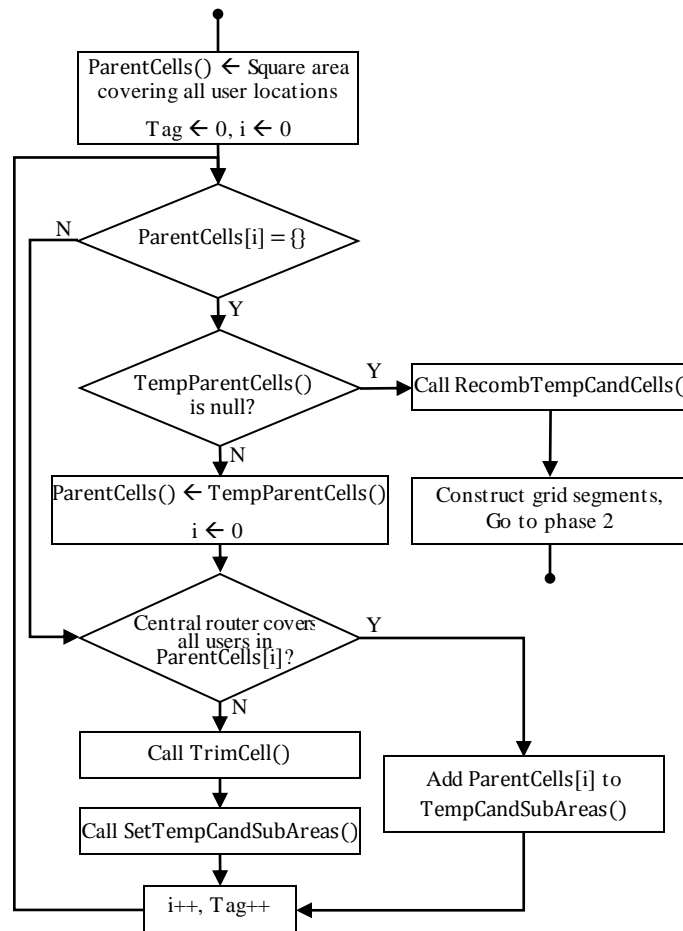 ParentCells() ← Square area
covering all user locations
Tag ← 0, i ← 0
N
ParentCells[i] = {}
Y
TempParentCells()
is null?
Y
Call RecombTempCandCells()
N
ParentCells() ← TempParentCells()
i ← 0
Construct grid segments,
Go to phase 2
Central router covers
all users in
ParentCells[i]?
Y
N
Call TrimCell()
Add ParentCells[i] to
TempCandSubAreas()
Call SetTempCandSubAreas()
i++, Tag++